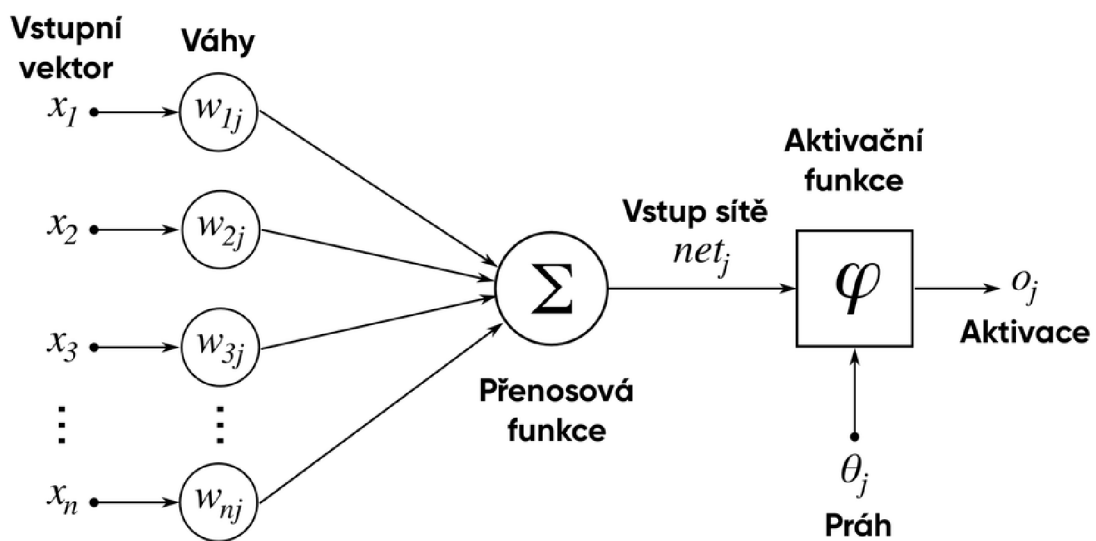 Vstupní
vektor
Váhy
x1
w1j
x2
w2j
x3
w3j
⋮
⋮
xn
wnj
Σ
Přenosová
funkce
Vstup sítě
netj
Aktivační
funkce
φ
oj
Aktivace
θj
Práh